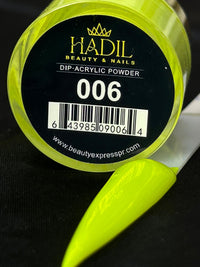 HADIL
BEAUTY & NAILS
DIP-ACRYLIC POWDER
006
6 43985 09006 4
www.beautyexpresspr.com